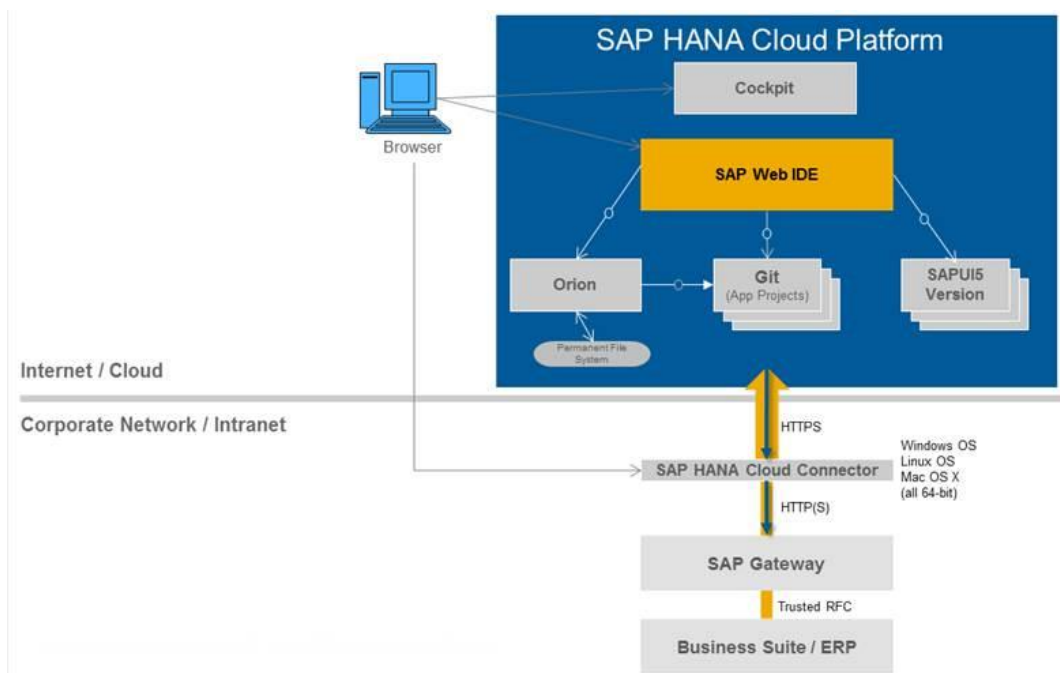 SAP HANA Cloud Platform
Cockpit
Browser
SAP Web IDE
Orion
Git
(App Projects)
SAPUI5
Version
Permanent File
System
Internet / Cloud
Corporate Network / Intranet
HTTPS
SAP HANA Cloud Connector
Windows OS
Linux OS
Mac OS X
(all 64-bit)
HTTP(S)
SAP Gateway
Trusted RFC
Business Suite / ERP